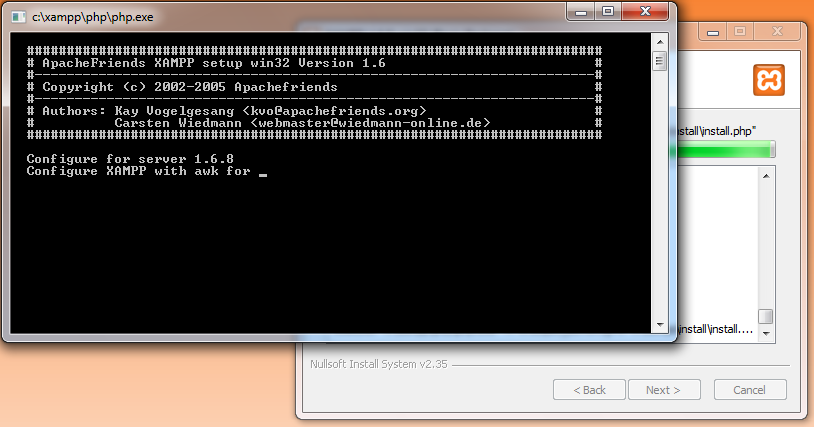 c:\xampp\php\php.exe
########################################################################
# ApacheFriends XAMPP setup win32 Version 1.6 #
#----------------------------------------------------------------------#
# Copyright (c) 2002-2005 Apachefriends #
#----------------------------------------------------------------------#
# Authors: Kay Vogelgesang <kvo@apachefriends.org> #
# Carsten Wiedmann <webmaster@wiedmann-online.de> #
########################################################################
Configure for server 1.6.8
Configure XAMPP with awk for _
stall\install.php"
\install\install....
Nullsoft Install System v2.35
< Back
Next >
Cancel